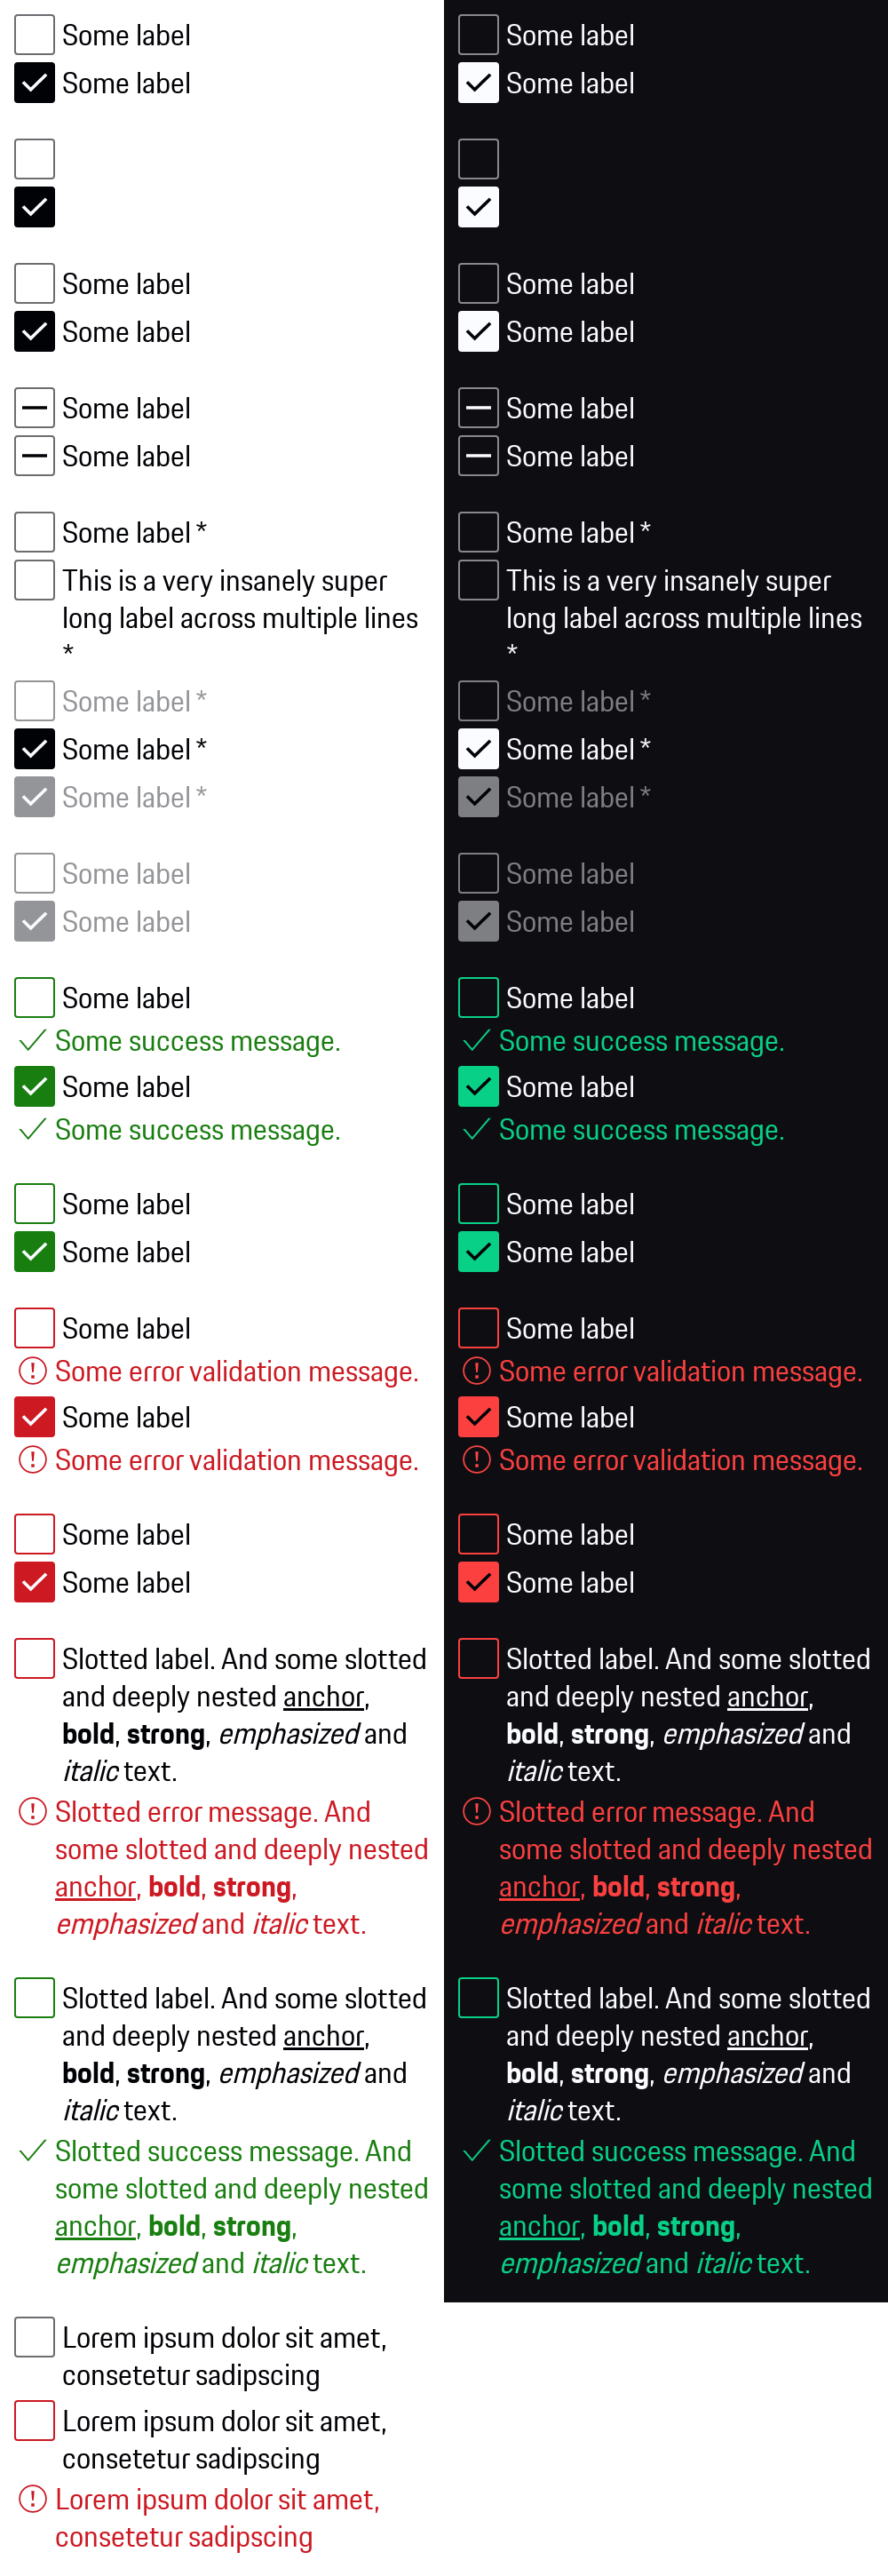 Some label
Some label
Some label
Some label
Some label
Some label
Some label *
This is a very insanely super
long label across multiple lines
*
Some label *
Some label *
Some label *
Some label
Some label
Some label
Some success message.
Some label
Some success message.
Some label
Some label
Some label
Some error validation message.
Some label
Some error validation message.
Some label
Some label
Slotted label. And some slotted
and deeply nested anchor,
bold, strong, emphasized and
italic text.
Slotted error message. And
some slotted and deeply nested
anchor, bold, strong,
emphasized and italic text.
Slotted label. And some slotted
and deeply nested anchor,
bold, strong, emphasized and
italic text.
Slotted success message. And
some slotted and deeply nested
anchor, bold, strong,
emphasized and italic text.
Lorem ipsum dolor sit amet,
consetetur sadipscing
Lorem ipsum dolor sit amet,
consetetur sadipscing
Lorem ipsum dolor sit amet,
consetetur sadipscing
Some label
Some label
Some label
Some label
Some label
Some label
Some label *
This is a very insanely super
long label across multiple lines
*
Some label *
Some label *
Some label *
Some label
Some label
Some label
Some success message.
Some label
Some success message.
Some label
Some label
Some label
Some error validation message.
Some label
Some error validation message.
Some label
Some label
Slotted label. And some slotted
and deeply nested anchor,
bold, strong, emphasized and
italic text.
Slotted error message. And
some slotted and deeply nested
anchor, bold, strong,
emphasized and italic text.
Slotted label. And some slotted
and deeply nested anchor,
bold, strong, emphasized and
italic text.
Slotted success message. And
some slotted and deeply nested
anchor, bold, strong,
emphasized and italic text.